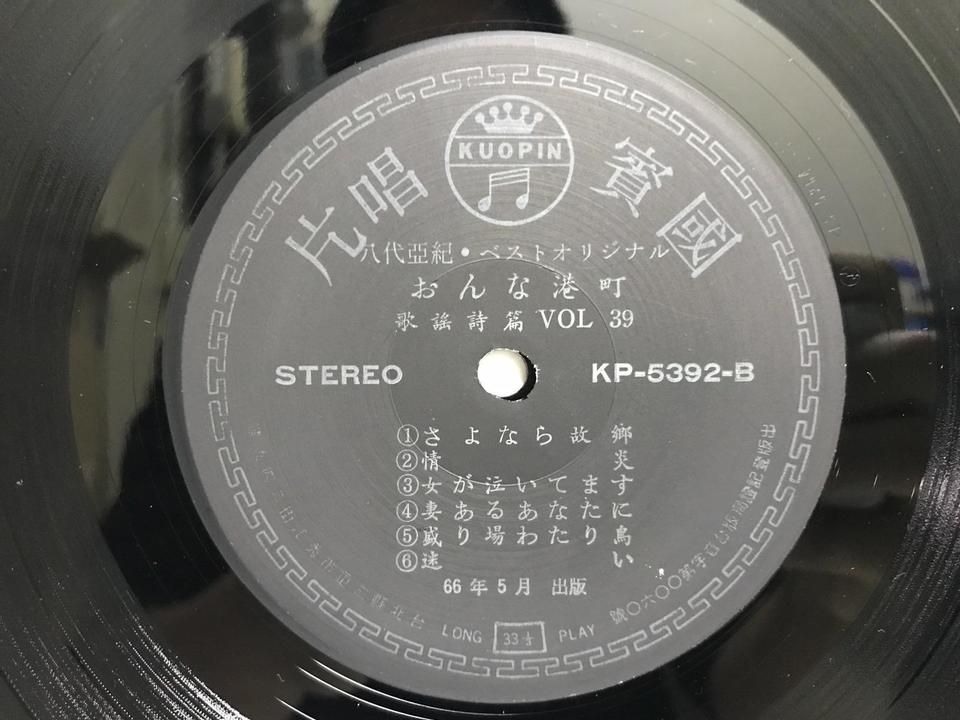 KUOPIN
國賓唱片
八代亞紀・ベストオリジナル
おんな港町
歌謠詩篇 VOL 39
STEREO
KP-5392-B
①さよなら故鄉
②情炎
③女が泣いてます
④妻あるあなたに
⑤盛り場わたり鳥
⑥迷い
66年5月 出版
LONG 33⅓ PLAY